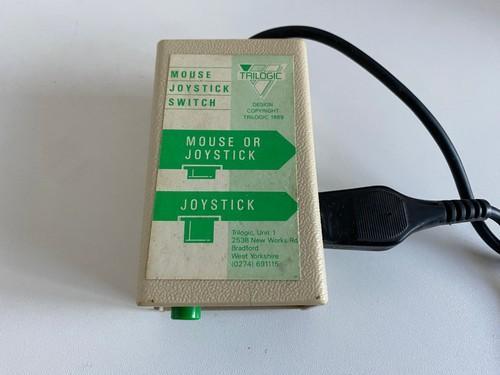 MOUSE
JOYSTICK
SWITCH
TRILOGIC
DESIGN
COPYRIGHT
TRILOGIC 1989
MOUSE OR
JOYSTICK
JOYSTICK
Trilogic, Unit 1
253B New Works Rd
Bradford
West Yorkshire
(0274) 691115